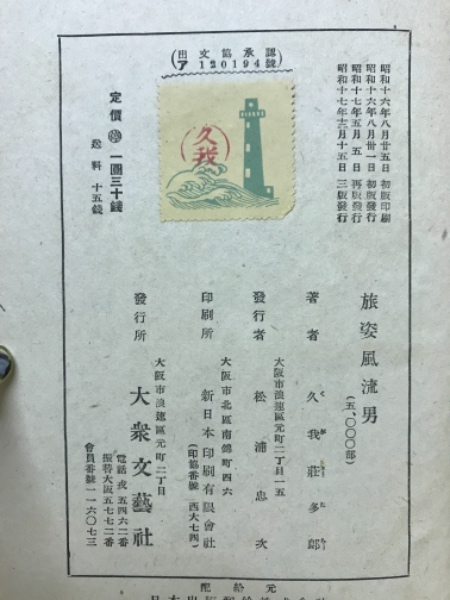 (出文協承認 ア120194號)
久我
昭和十六年八月廿五日 初版印刷
昭和十六年八月卅一日 初版發行
昭和十七年五月五日 再版發行
昭和十七年十二月十五日 三版發行
定價 一圓三十錢
送料 十五錢
旅姿風流男
(五、〇〇〇部)
著者 久我莊多郎
大阪市浪速區元町二丁目一五
發行者 松浦忠次
大阪市北區南錦町四六
印刷所 新日本印刷有限會社
(印協番號 西大七四)
大阪市浪速區元町二丁目
發行所 大衆文藝社
電話戎五四六二番
振替大阪五七七二番
會員番號一一六〇七三
配給元